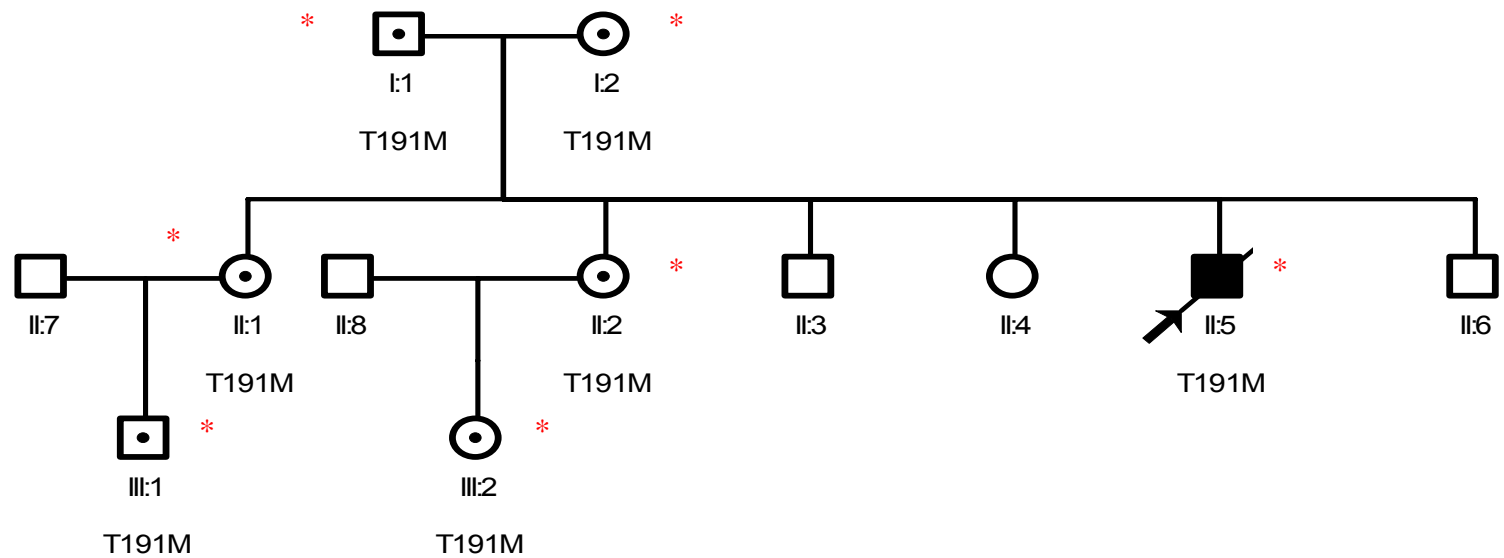 * *
I:1 I:2
T191M T191M
* * *
II:7 II:1 II:8 II:2 II:3 II:4 II:5 II:6
T191M T191M T191M
* *
III:1 III:2
T191M T191M